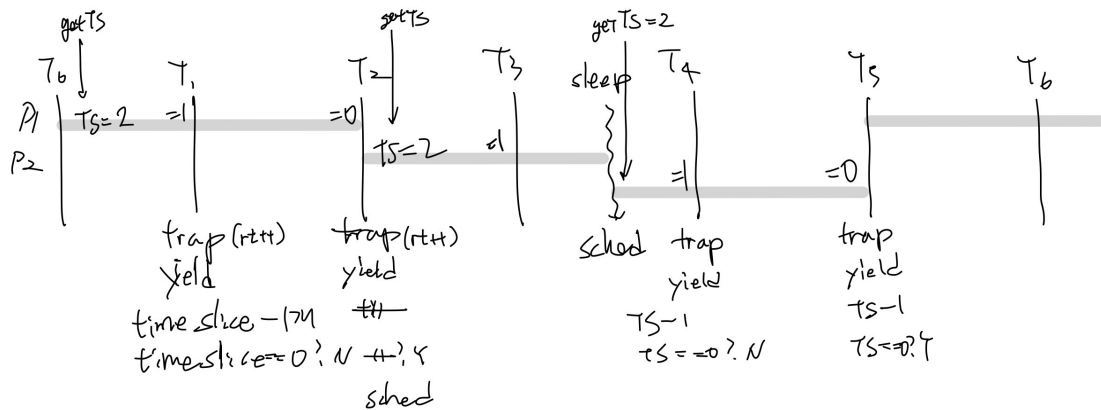 getTS getTS getTS=2
T0 T1 T2 T3 sleep T4 T5 T6
P1 TS=2 =1 =0
P2 TS=2 =1
=1 =0
trap (rt++) trap (rt++) sched trap trap
yield yield yield yield
time slice -1 TS-1 TS-1
time slice==0? N Y TS==0? N TS==0? Y
sched